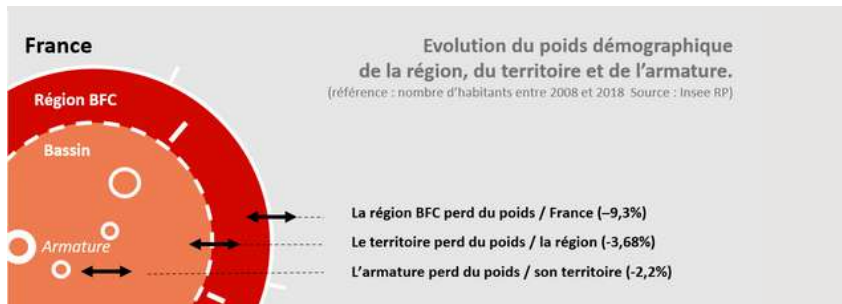 France
Evolution du poids démographique
de la région, du territoire et de l'armature.
(référence : nombre d'habitants entre 2008 et 2018 Source : Insee RP)
Région BFC
Bassin
Armature
La région BFC perd du poids / France (–9,3%)
Le territoire perd du poids / la région (-3,68%)
L'armature perd du poids / son territoire (-2,2%)